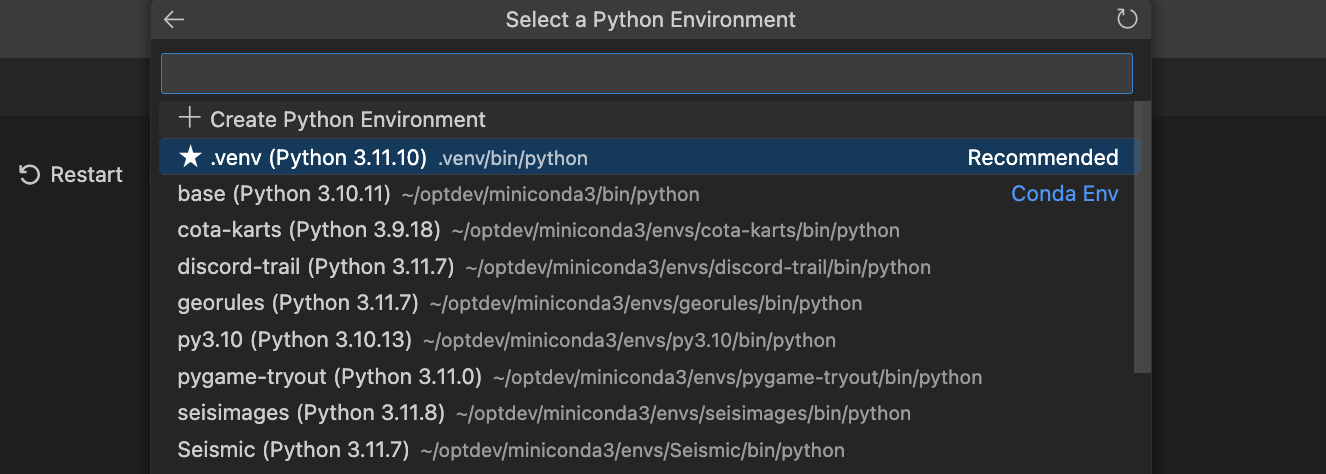 Select a Python Environment
Create Python Environment
.venv (Python 3.11.10) .venv/bin/python Recommended
Restart
base (Python 3.10.11) ~/optdev/miniconda3/bin/python Conda Env
cota-karts (Python 3.9.18) ~/optdev/miniconda3/envs/cota-karts/bin/python
discord-trail (Python 3.11.7) ~/optdev/miniconda3/envs/discord-trail/bin/python
georules (Python 3.11.7) ~/optdev/miniconda3/envs/georules/bin/python
py3.10 (Python 3.10.13) ~/optdev/miniconda3/envs/py3.10/bin/python
pygame-tryout (Python 3.11.0) ~/optdev/miniconda3/envs/pygame-tryout/bin/python
seisimages (Python 3.11.8) ~/optdev/miniconda3/envs/seisimages/bin/python
Seismic (Python 3.11.7) ~/optdev/miniconda3/envs/Seismic/bin/python